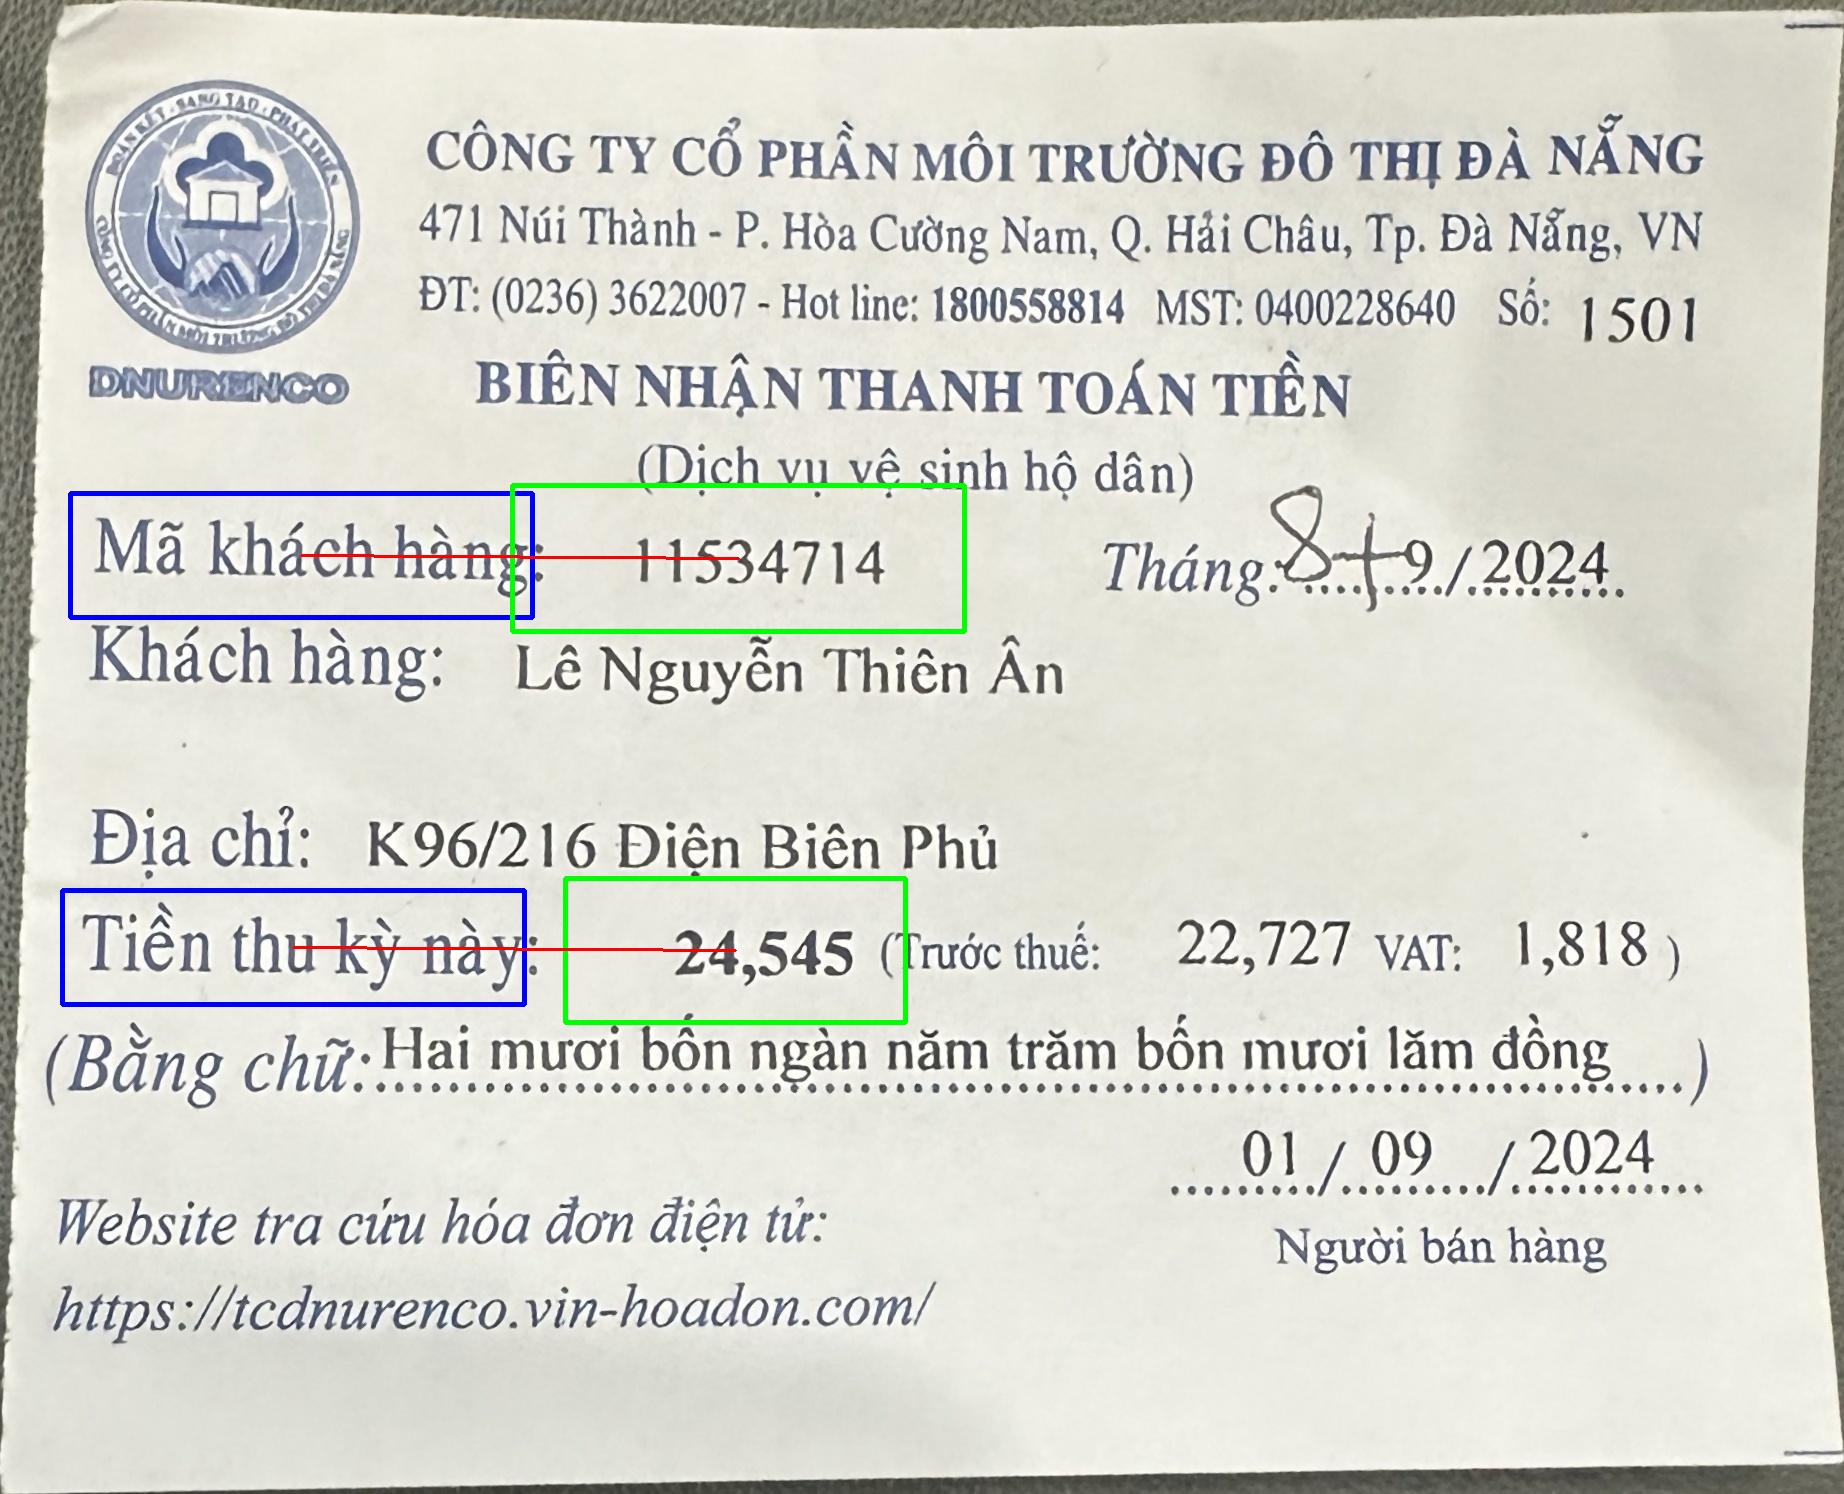 ĐOÀN KẾT - SÁNG TẠO - PHÁT TRIỂN
CÔNG TY CỔ PHẦN MÔI TRƯỜNG ĐÔ THỊ ĐÀ NẴNG
DNURENCO
CÔNG TY CỔ PHẦN MÔI TRƯỜNG ĐÔ THỊ ĐÀ NẴNG
471 Núi Thành - P. Hòa Cường Nam, Q. Hải Châu, Tp. Đà Nẵng, VN
ĐT: (0236) 3622007 - Hot line: 1800558814 MST: 0400228640 Số: 1501
BIÊN NHẬN THANH TOÁN TIỀN
(Dịch vụ vệ sinh hộ dân)
Mã khách hàng: 11534714 Tháng: 8+9/2024
Khách hàng: Lê Nguyễn Thiên Ân
Địa chỉ: K96/216 Điện Biên Phủ
Tiền thu kỳ này: 24,545 (Trước thuế: 22,727 VAT: 1,818 )
(Bằng chữ: Hai mươi bốn ngàn năm trăm bốn mươi lăm đồng )
01 / 09 / 2024
Người bán hàng
Website tra cứu hóa đơn điện tử:
https://tcdnurenco.vin-hoadon.com/